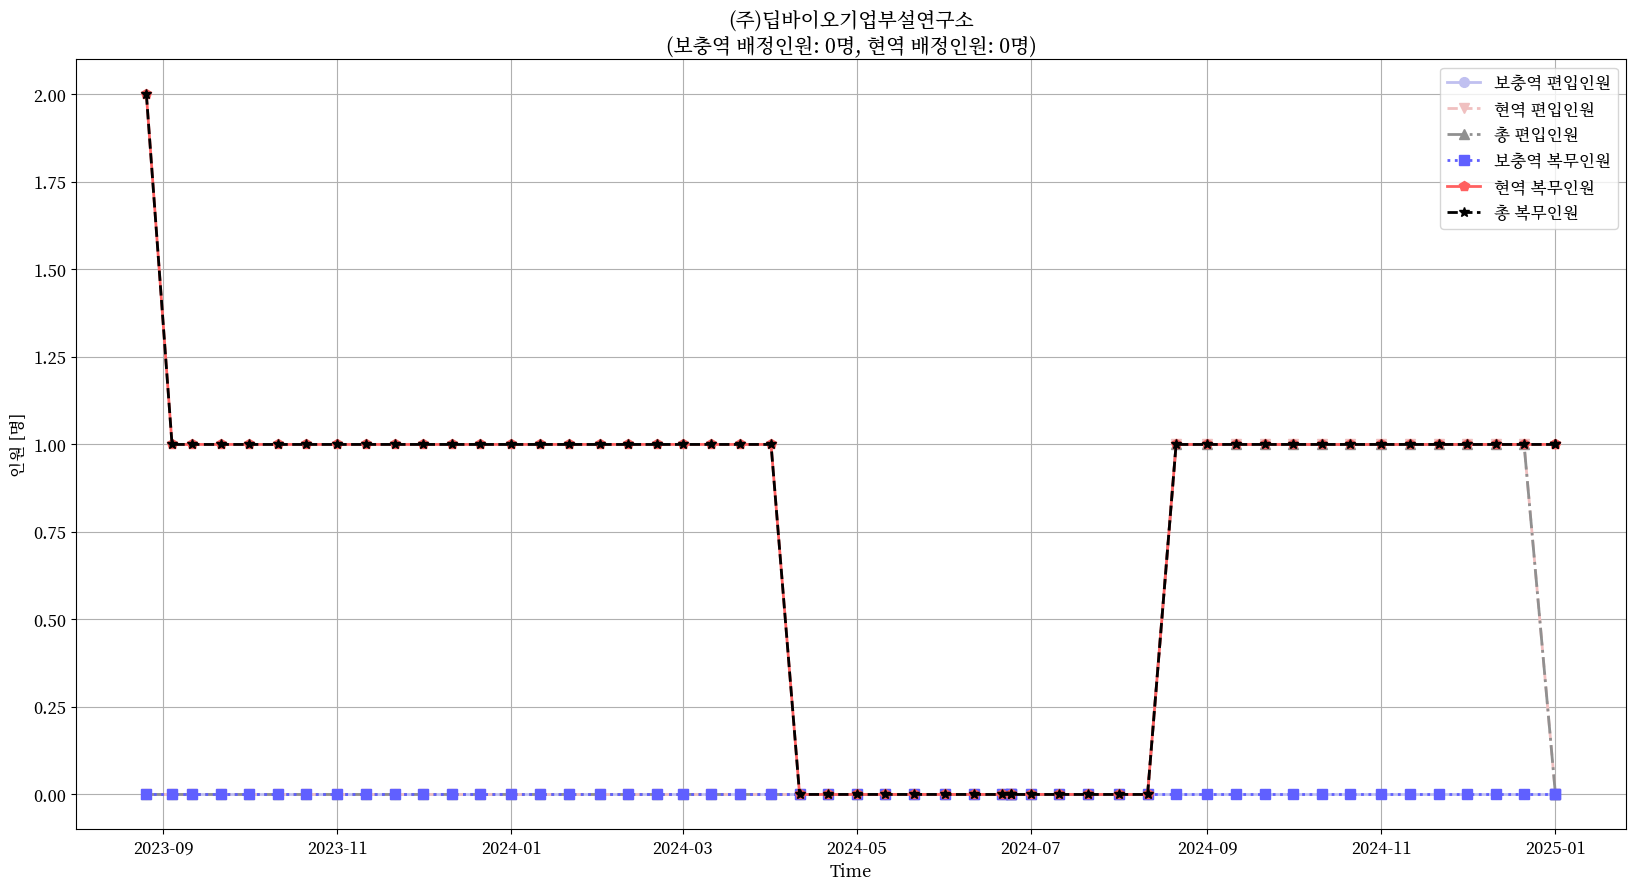 (주)딥바이오기업부설연구소
(보충역 배정인원: 0명, 현역 배정인원: 0명)
보충역 편입인원
현역 편입인원
총 편입인원
보충역 복무인원
현역 복무인원
총 복무인원
인원 [명]
2.00
1.75
1.50
1.25
1.00
0.75
0.50
0.25
0.00
2023-09
2023-11
2024-01
2024-03
2024-05
2024-07
2024-09
2024-11
2025-01
Time